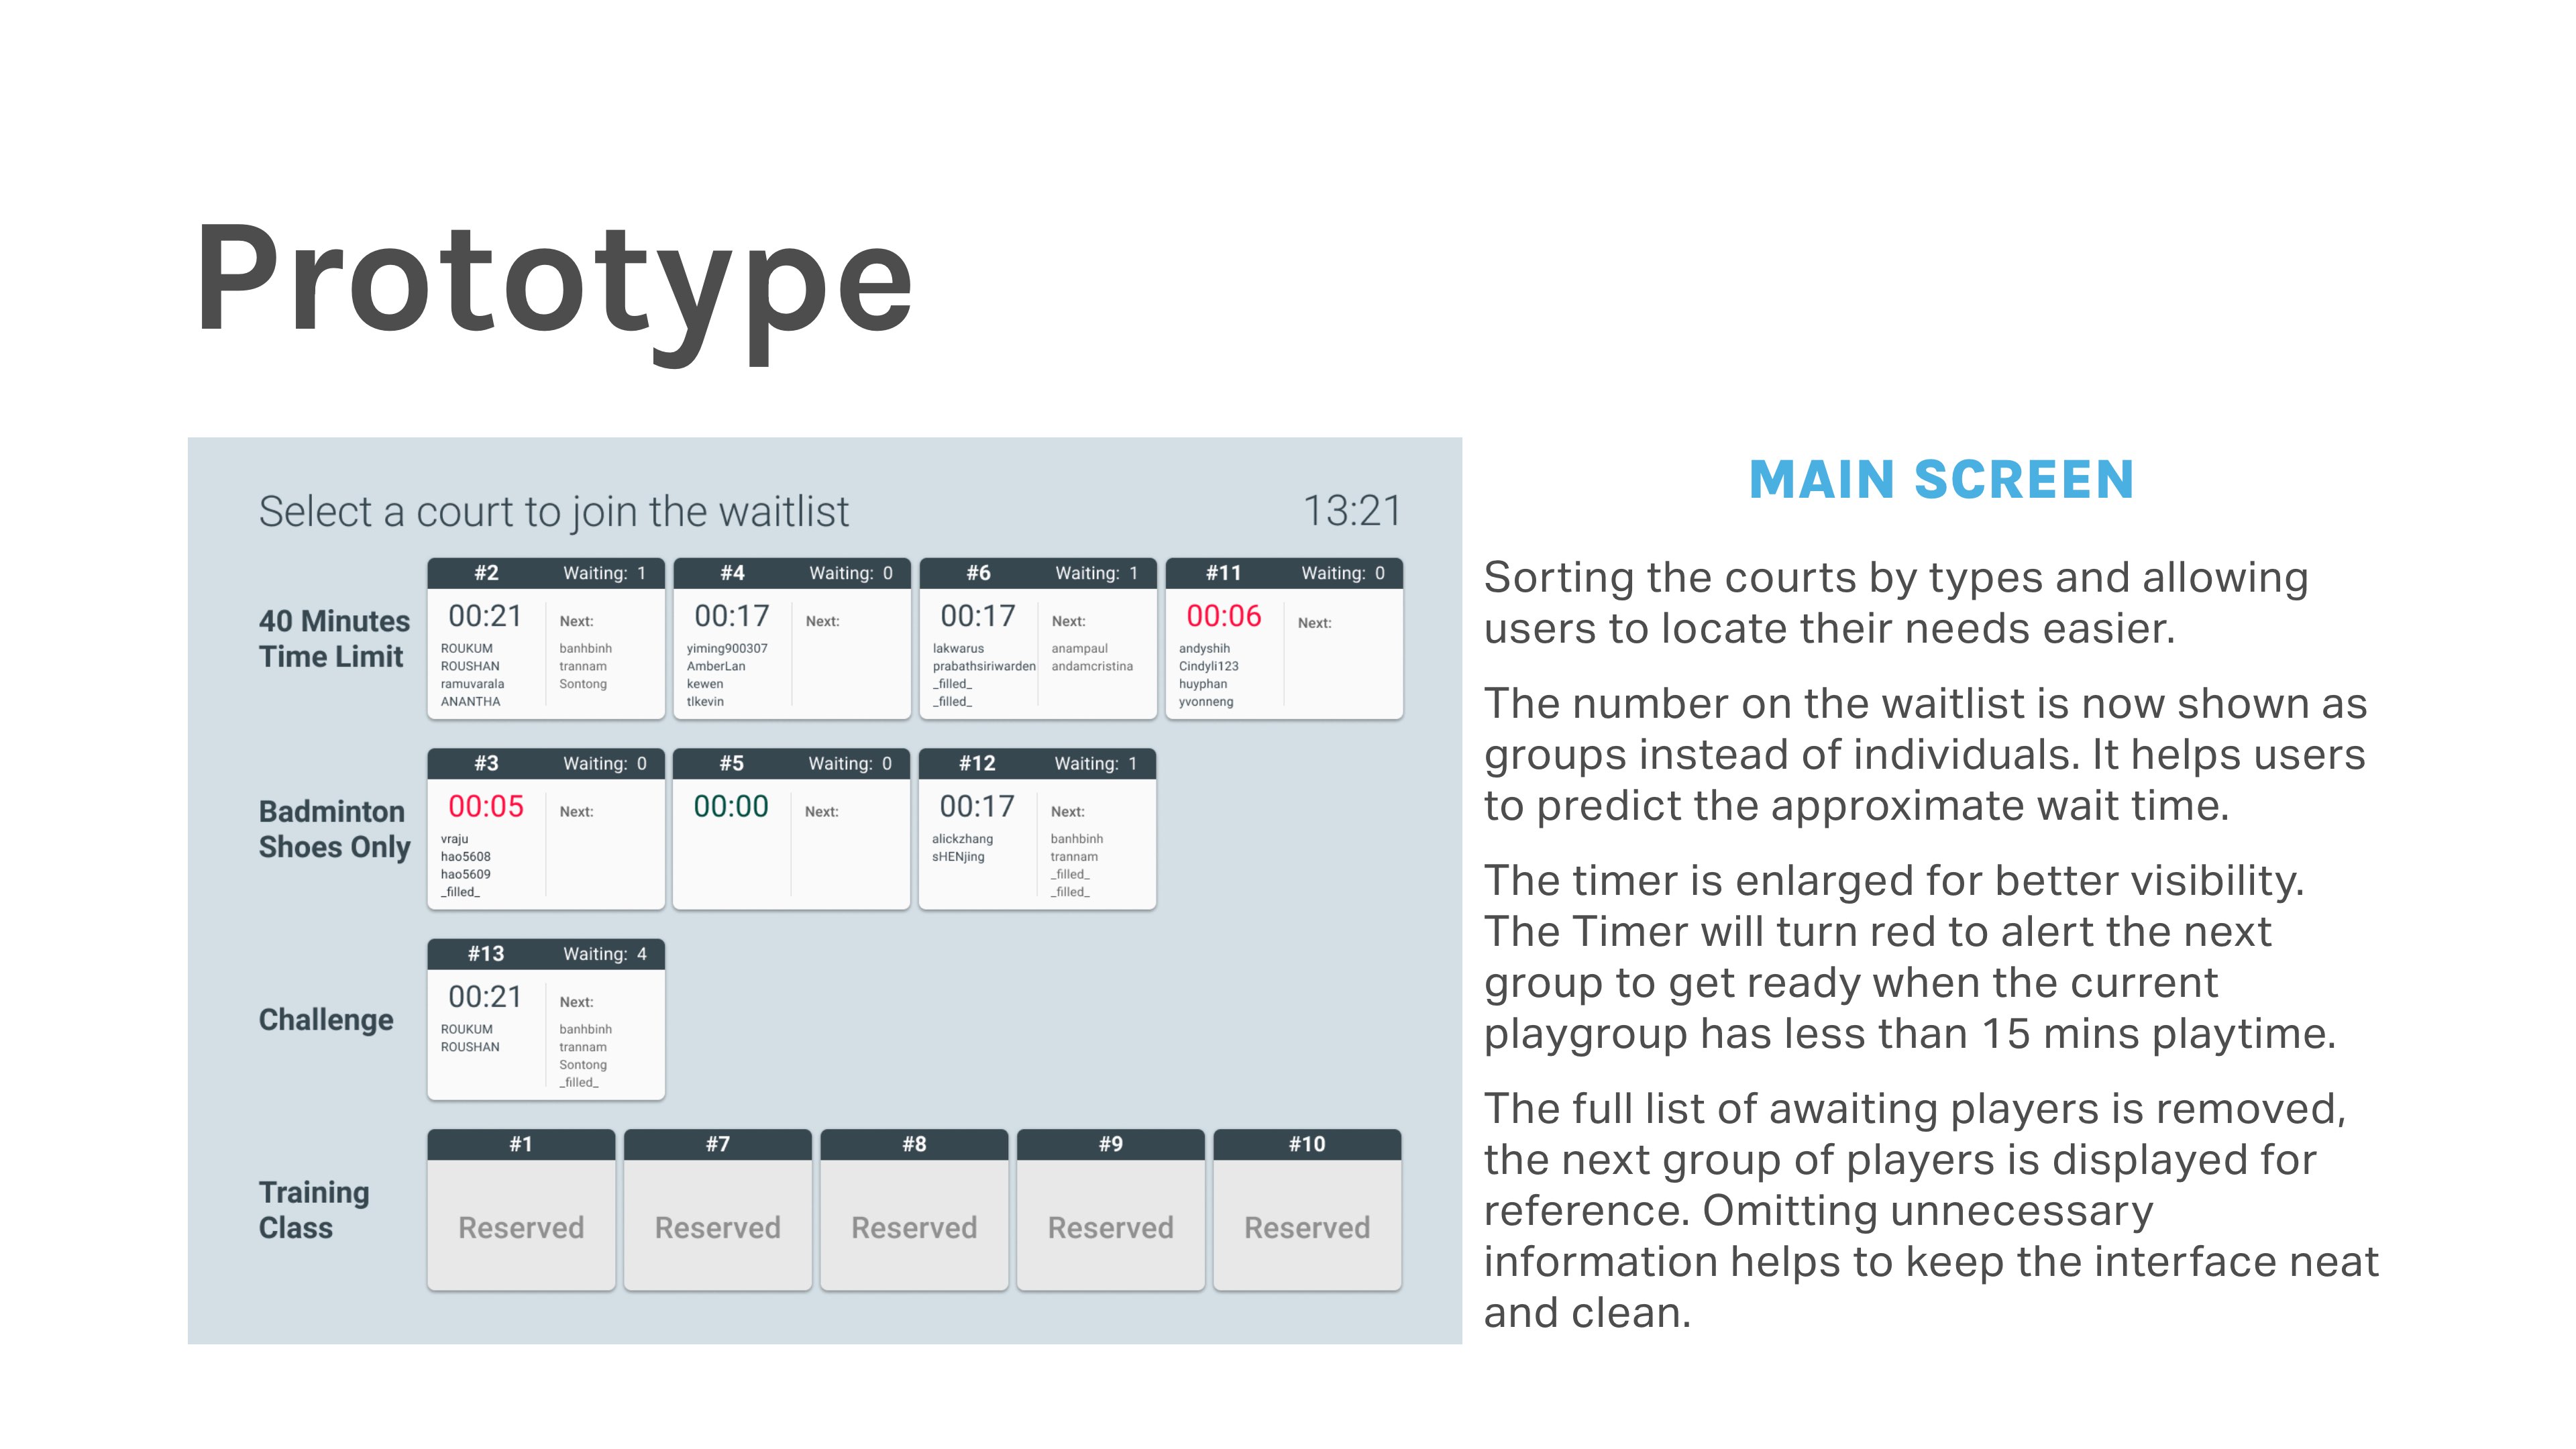 Prototype
Select a court to join the waitlist
13:21
40 Minutes
Time Limit
#2 Waiting: 1
00:21
ROUKUM
ROUSHAN
ramuvarala
ANANTHA
Next:
banhbinh
trannam
Sontong
#4 Waiting: 0
00:17
yiming900307
AmberLan
kewen
tlkevin
Next:
#6 Waiting: 1
00:17
lakwarus
prabathsiriwarden
_filled_
_filled_
Next:
anampaul
andamcristina
#11 Waiting: 0
00:06
andyshih
Cindyli123
huyphan
yvonneng
Next:
Badminton
Shoes Only
#3 Waiting: 0
00:05
vraju
hao5608
hao5609
_filled_
Next:
#5 Waiting: 0
00:00
Next:
#12 Waiting: 1
00:17
alickzhang
sHENjing
Next:
banhbinh
trannam
_filled_
_filled_
Challenge
#13 Waiting: 4
00:21
ROUKUM
ROUSHAN
Next:
banhbinh
trannam
Sontong
_filled_
Training
Class
#1
Reserved
#7
Reserved
#8
Reserved
#9
Reserved
#10
Reserved
MAIN SCREEN
Sorting the courts by types and allowing
users to locate their needs easier.
The number on the waitlist is now shown as
groups instead of individuals. It helps users
to predict the approximate wait time.
The timer is enlarged for better visibility.
The Timer will turn red to alert the next
group to get ready when the current
playgroup has less than 15 mins playtime.
The full list of awaiting players is removed,
the next group of players is displayed for
reference. Omitting unnecessary
information helps to keep the interface neat
and clean.